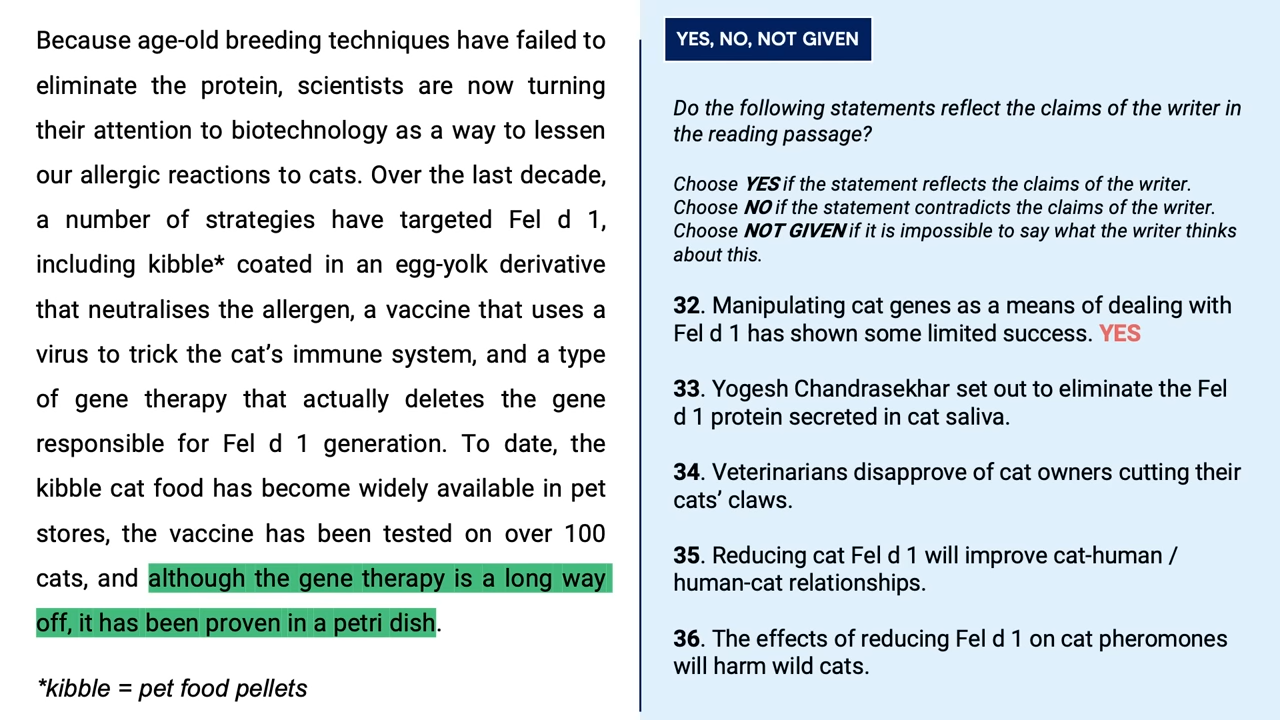 Because age-old breeding techniques have failed to
eliminate the protein, scientists are now turning
their attention to biotechnology as a way to lessen
our allergic reactions to cats. Over the last decade,
a number of strategies have targeted Fel d 1,
including kibble* coated in an egg-yolk derivative
that neutralises the allergen, a vaccine that uses a
virus to trick the cat’s immune system, and a type
of gene therapy that actually deletes the gene
responsible for Fel d 1 generation. To date, the
kibble cat food has become widely available in pet
stores, the vaccine has been tested on over 100
cats, and although the gene therapy is a long way
off, it has been proven in a petri dish.
*kibble = pet food pellets
YES, NO, NOT GIVEN
Do the following statements reflect the claims of the writer in
the reading passage?
Choose YES if the statement reflects the claims of the writer.
Choose NO if the statement contradicts the claims of the writer.
Choose NOT GIVEN if it is impossible to say what the writer thinks
about this.
32. Manipulating cat genes as a means of dealing with
Fel d 1 has shown some limited success. YES
33. Yogesh Chandrasekhar set out to eliminate the Fel
d 1 protein secreted in cat saliva.
34. Veterinarians disapprove of cat owners cutting their
cats’ claws.
35. Reducing cat Fel d 1 will improve cat-human /
human-cat relationships.
36. The effects of reducing Fel d 1 on cat pheromones
will harm wild cats.